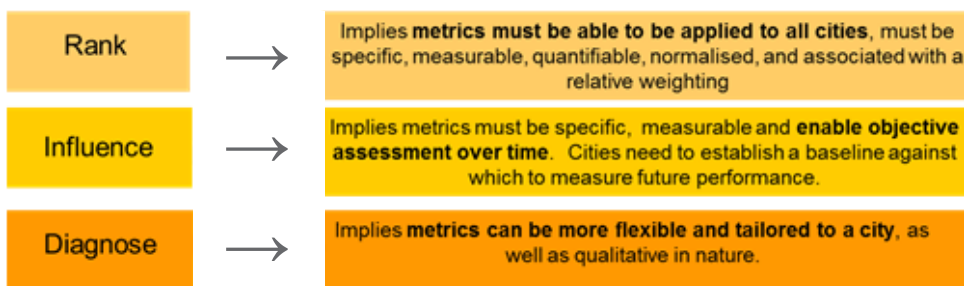 Rank
Implies metrics must be able to be applied to all cities, must be
specific, measurable, quantifiable, normalised, and associated with a
relative weighting
Influence
Implies metrics must be specific, measurable and enable objective
assessment over time. Cities need to establish a baseline against
which to measure future performance.
Diagnose
Implies metrics can be more flexible and tailored to a city, as
well as qualitative in nature.